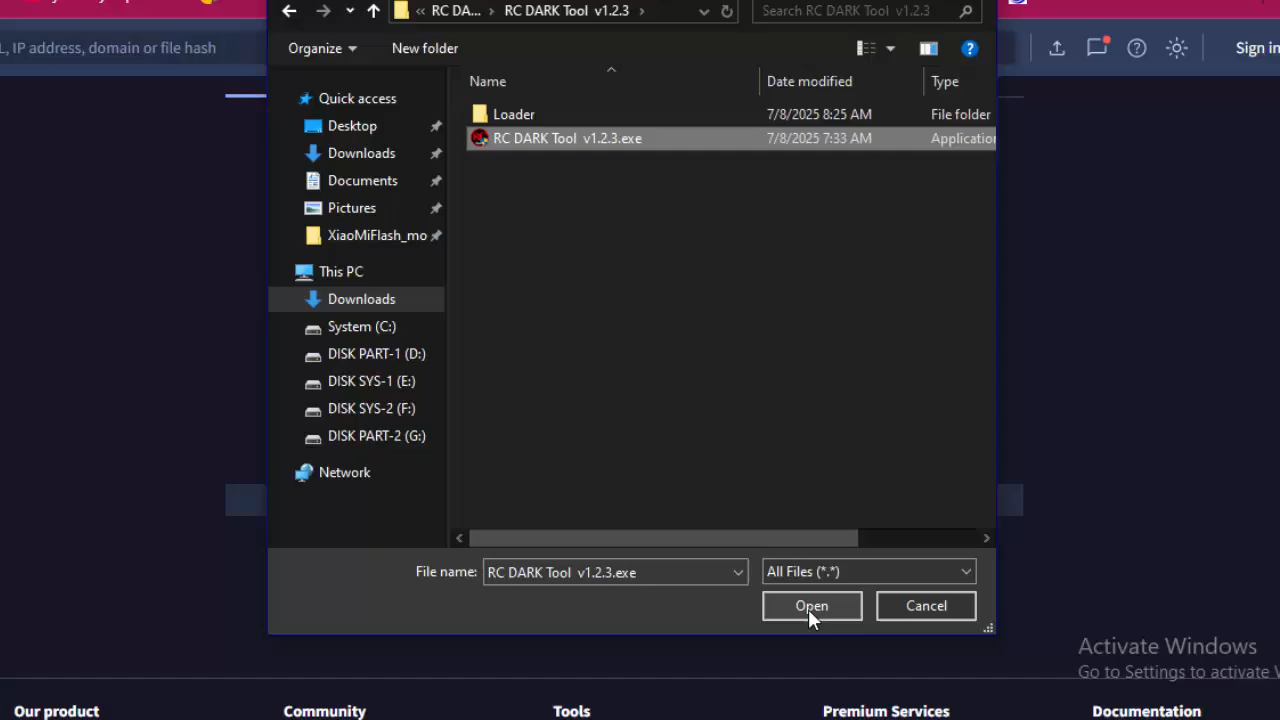 RC DA... RC DARK Tool v1.2.3 Search RC DARK Tool v1.2.3
L, IP address, domain or file hash
Sign in
Organize New folder
Name Date modified Type
Quick access
Desktop
Downloads
Documents
Pictures
XiaoMiFlash_mo
This PC
Downloads
System (C:)
DISK PART-1 (D:)
DISK SYS-1 (E:)
DISK SYS-2 (F:)
DISK PART-2 (G:)
Network
Loader 7/8/2025 8:25 AM File folder
RC DARK Tool v1.2.3.exe 7/8/2025 7:33 AM Applicatio
File name: RC DARK Tool v1.2.3.exe All Files (*.*)
Open Cancel
Activate Windows
Go to Settings to activate W
Our product Community Tools Premium Services Documentation